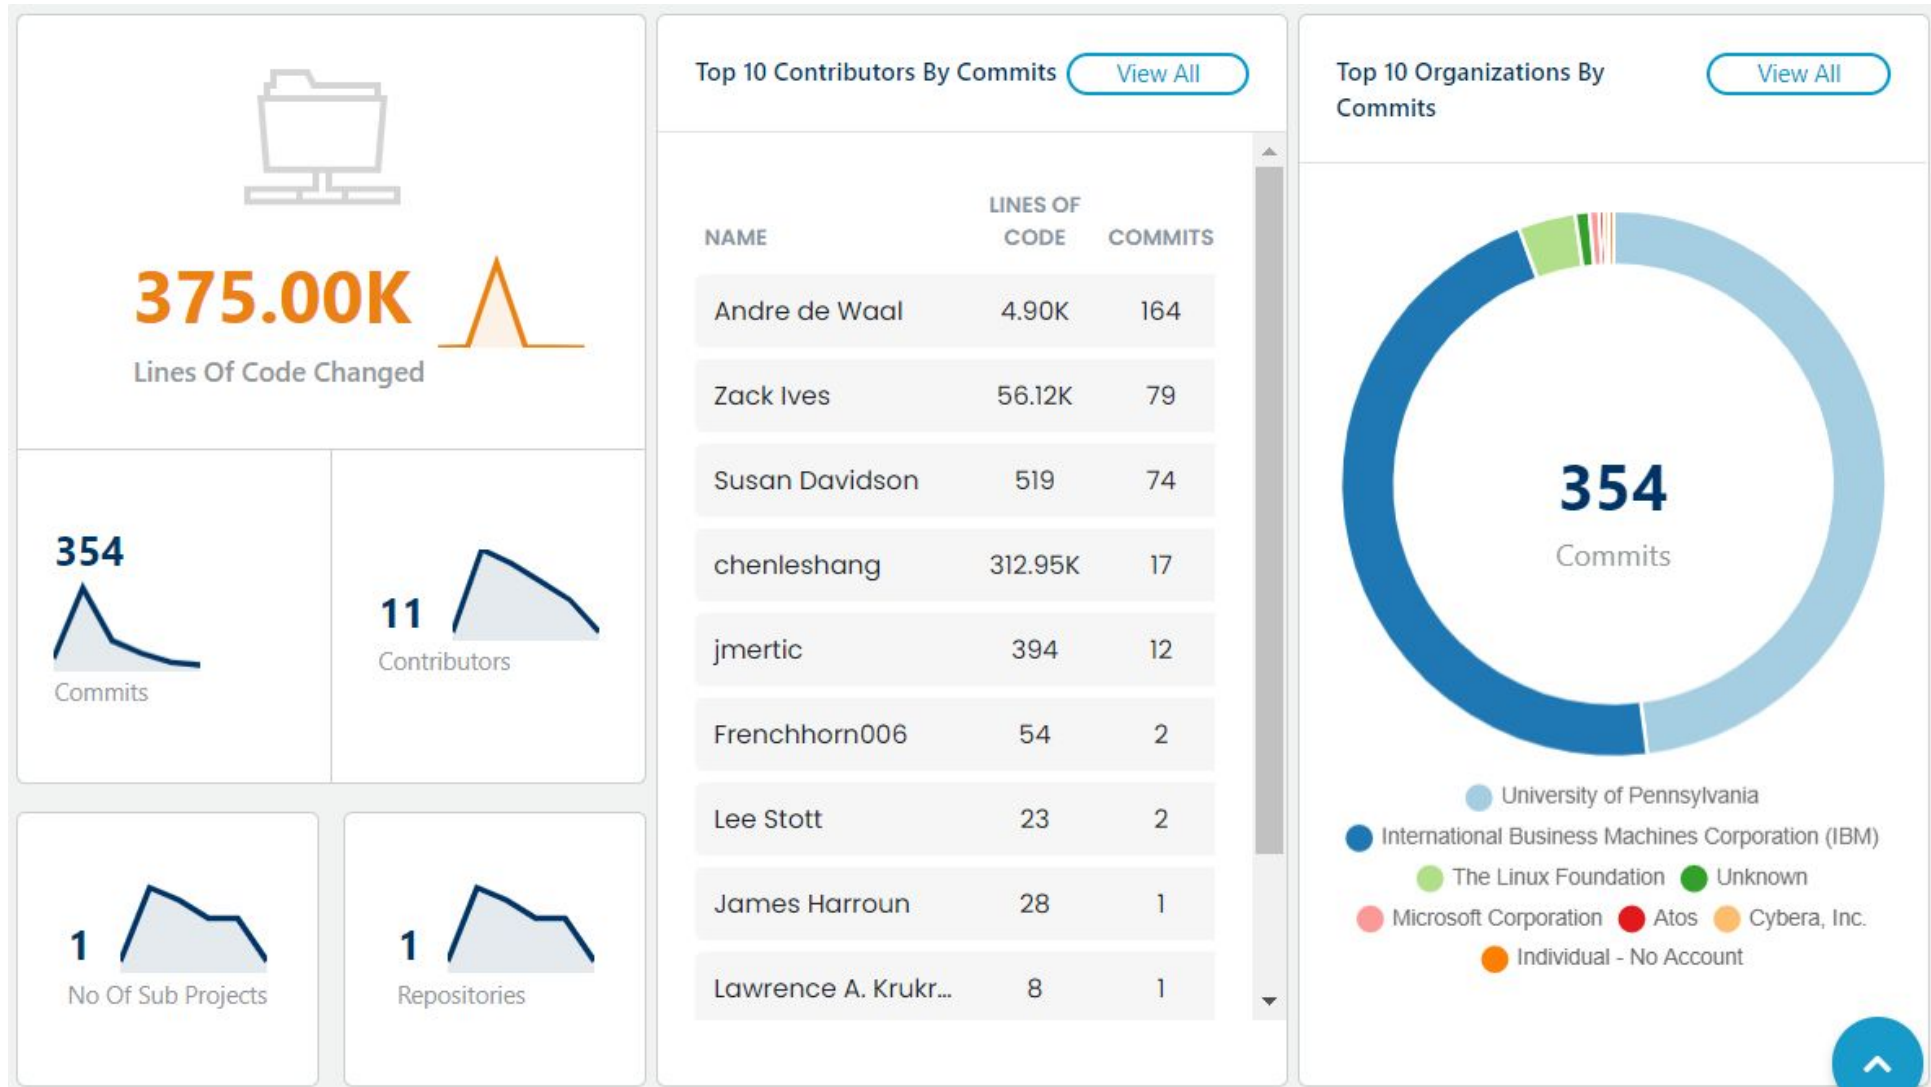 375.00K
Lines Of Code Changed
354
Commits
11
Contributors
1
No Of Sub Projects
1
Repositories
Top 10 Contributors By Commits
View All
NAME LINES OF CODE COMMITS
Andre de Waal 4.90K 164
Zack Ives 56.12K 79
Susan Davidson 519 74
chenleshang 312.95K 17
jmertic 394 12
Frenchhorn006 54 2
Lee Stott 23 2
James Harroun 28 1
Lawrence A. Krukr... 8 1
Top 10 Organizations By
Commits
View All
354
Commits
University of Pennsylvania
International Business Machines Corporation (IBM)
The Linux Foundation Unknown
Microsoft Corporation Atos Cybera, Inc.
Individual - No Account